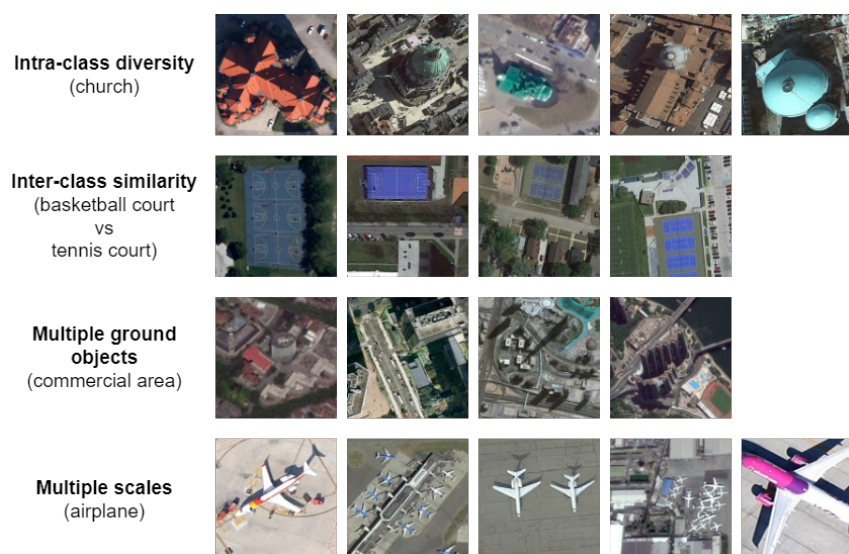 Intra-class diversity
(church)
Inter-class similarity
(basketball court
vs
tennis court)
Multiple ground
objects
(commercial area)
Multiple scales
(airplane)